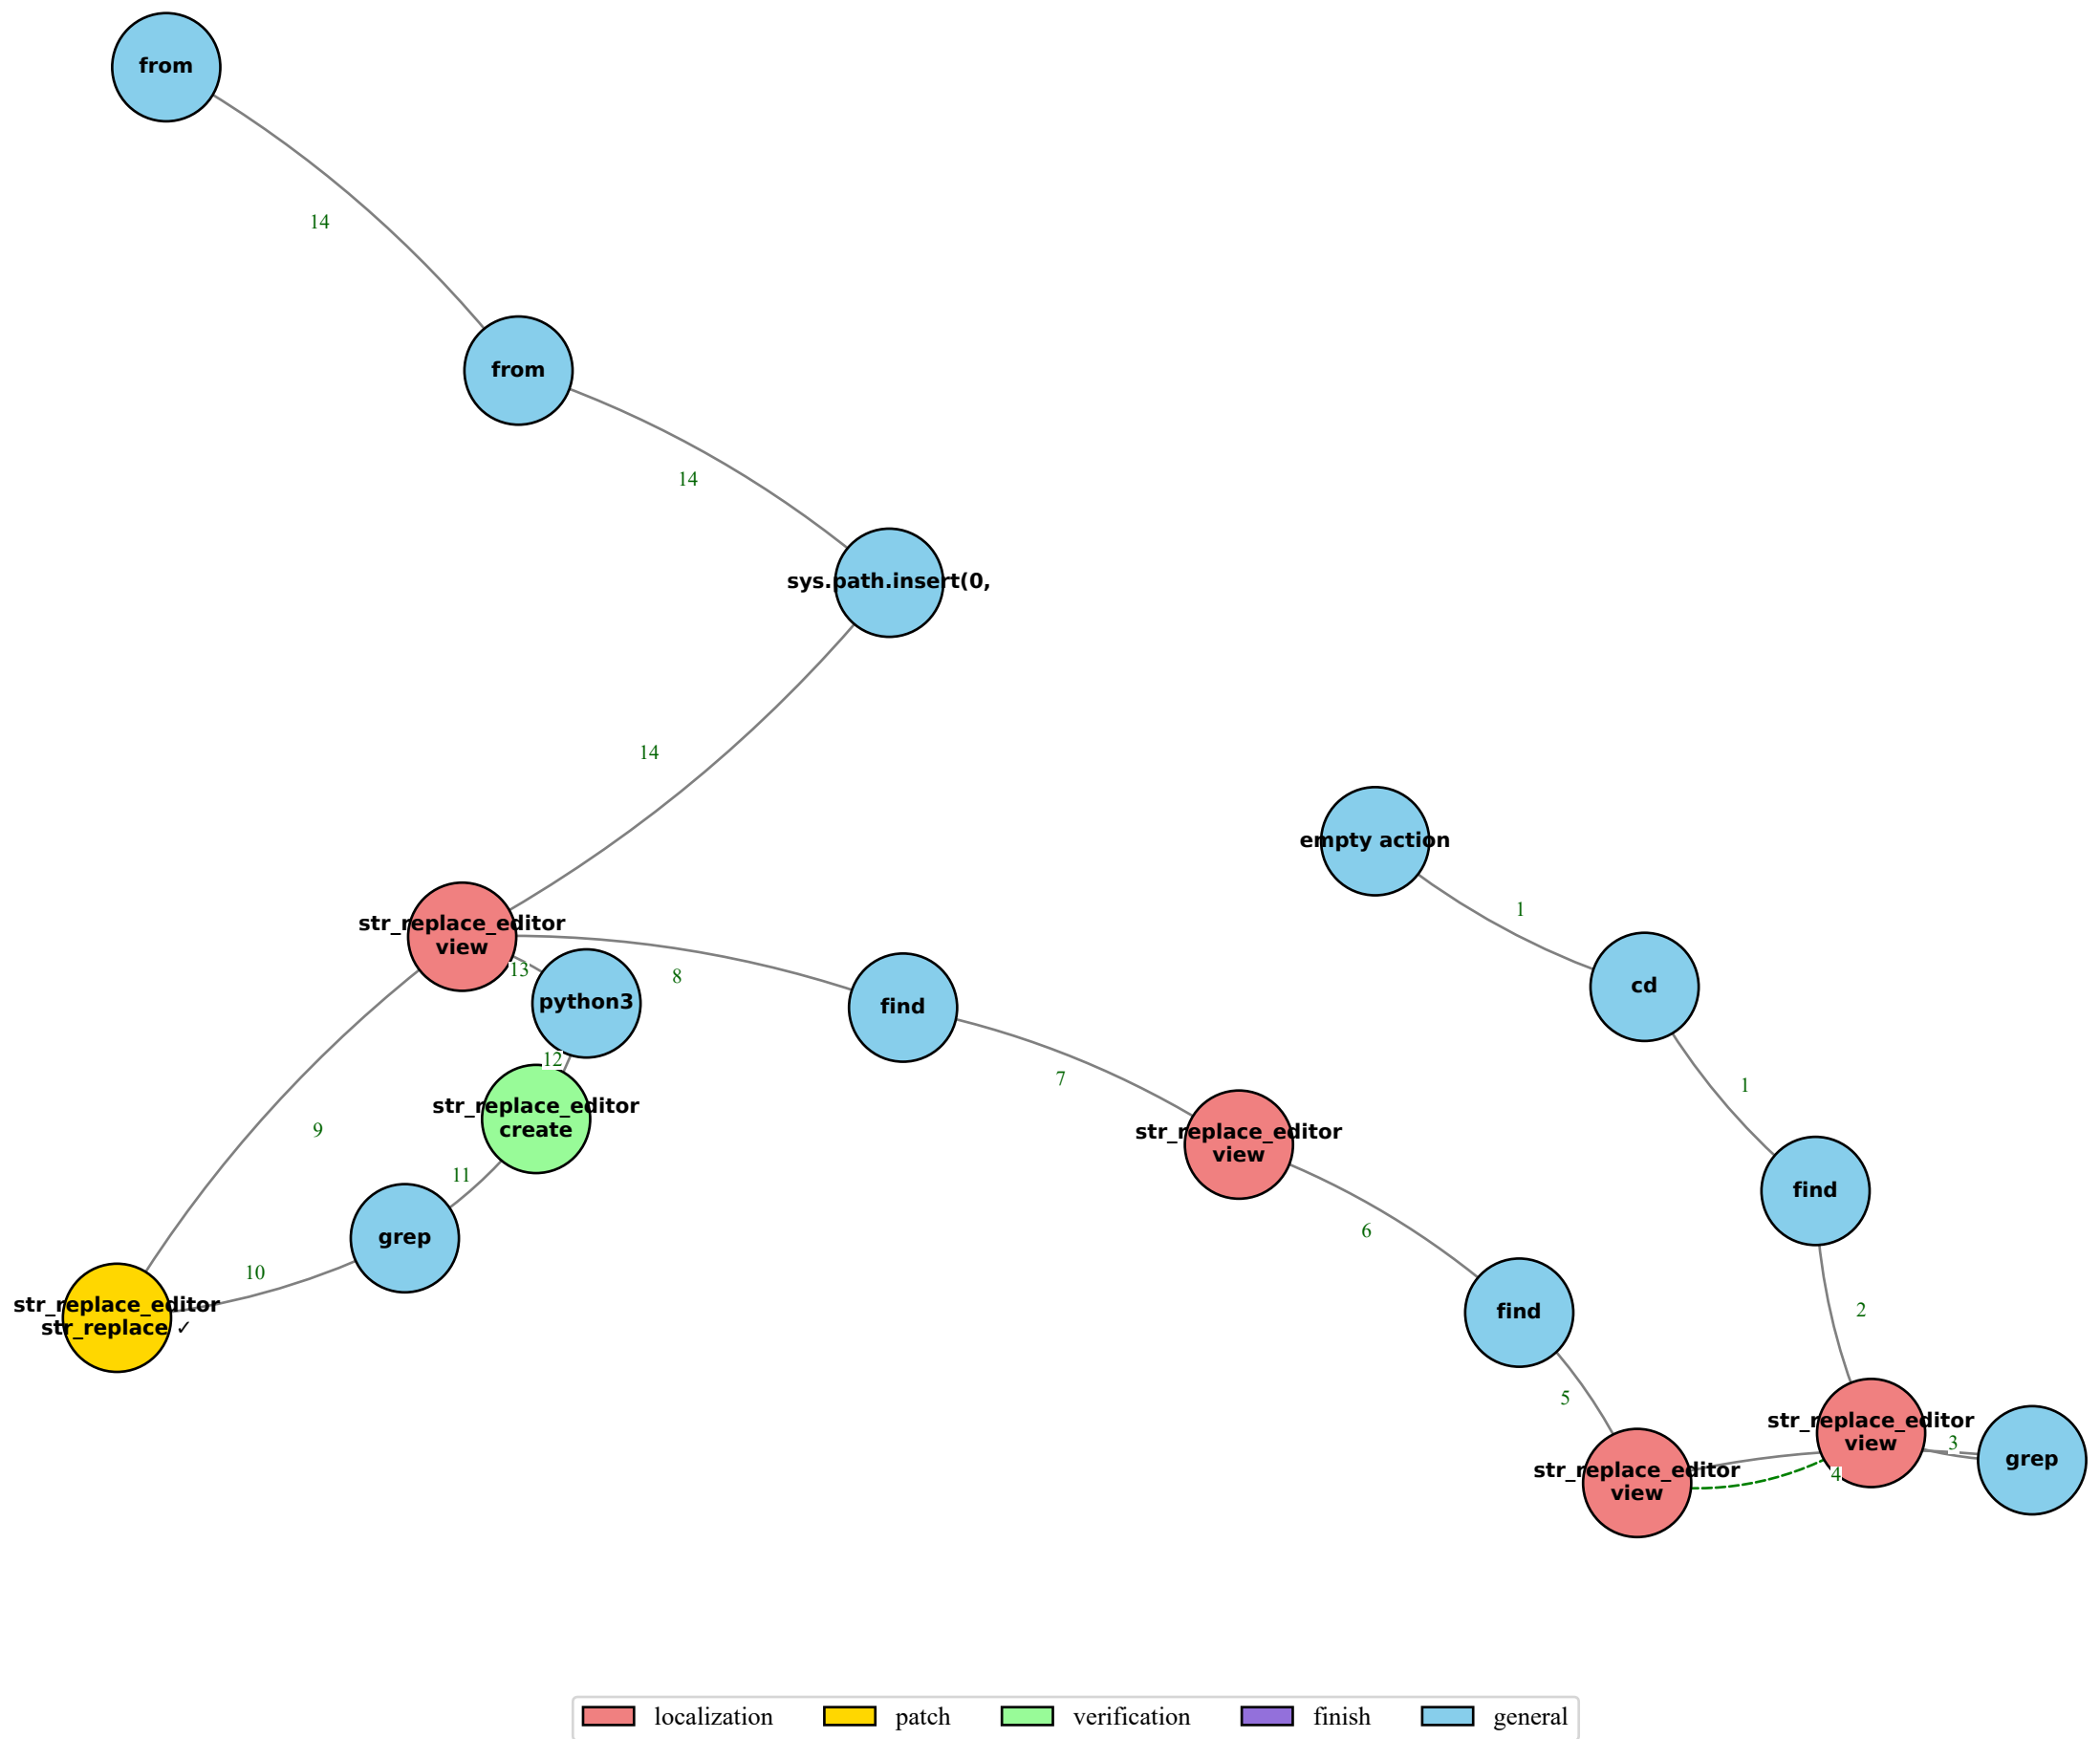 from
14
from
14
sys.path.insert(0,
14
empty action
1
str_replace_editor
view
13
8
cd
python3
find
12
7
1
str_replace_editor
create
9
str_replace_editor
view
11
find
grep
6
10
2
str_replace_editor
str_replace ✓
find
5
str_replace_editor
view
3
grep
str_replace_editor
view
4
localization
patch
verification
finish
general